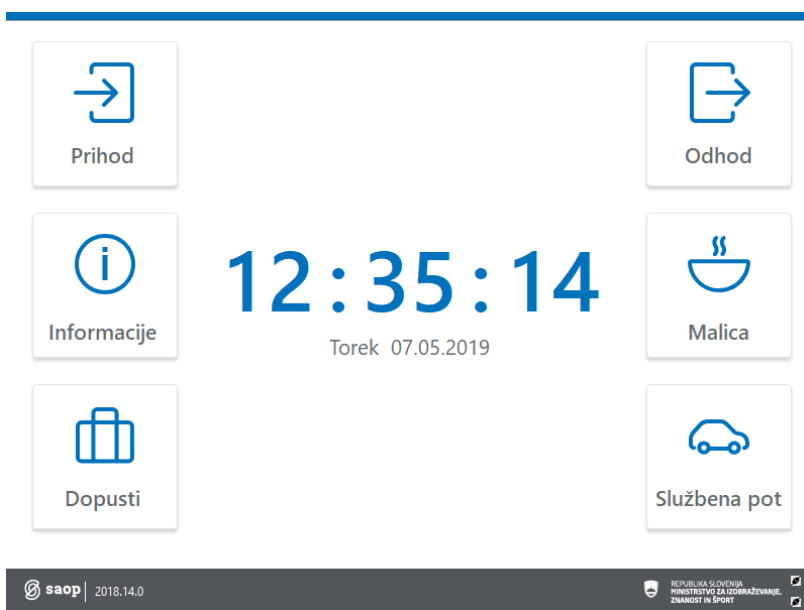 Prihod
Odhod
Informacije
12:35:14
Torek 07.05.2019
Malica
Dopusti
Službena pot
saop 2018.14.0
REPUBLIKA SLOVENIJA
MINISTRSTVO ZA IZOBRAŽEVANJE,
ZNANOST IN ŠPORT